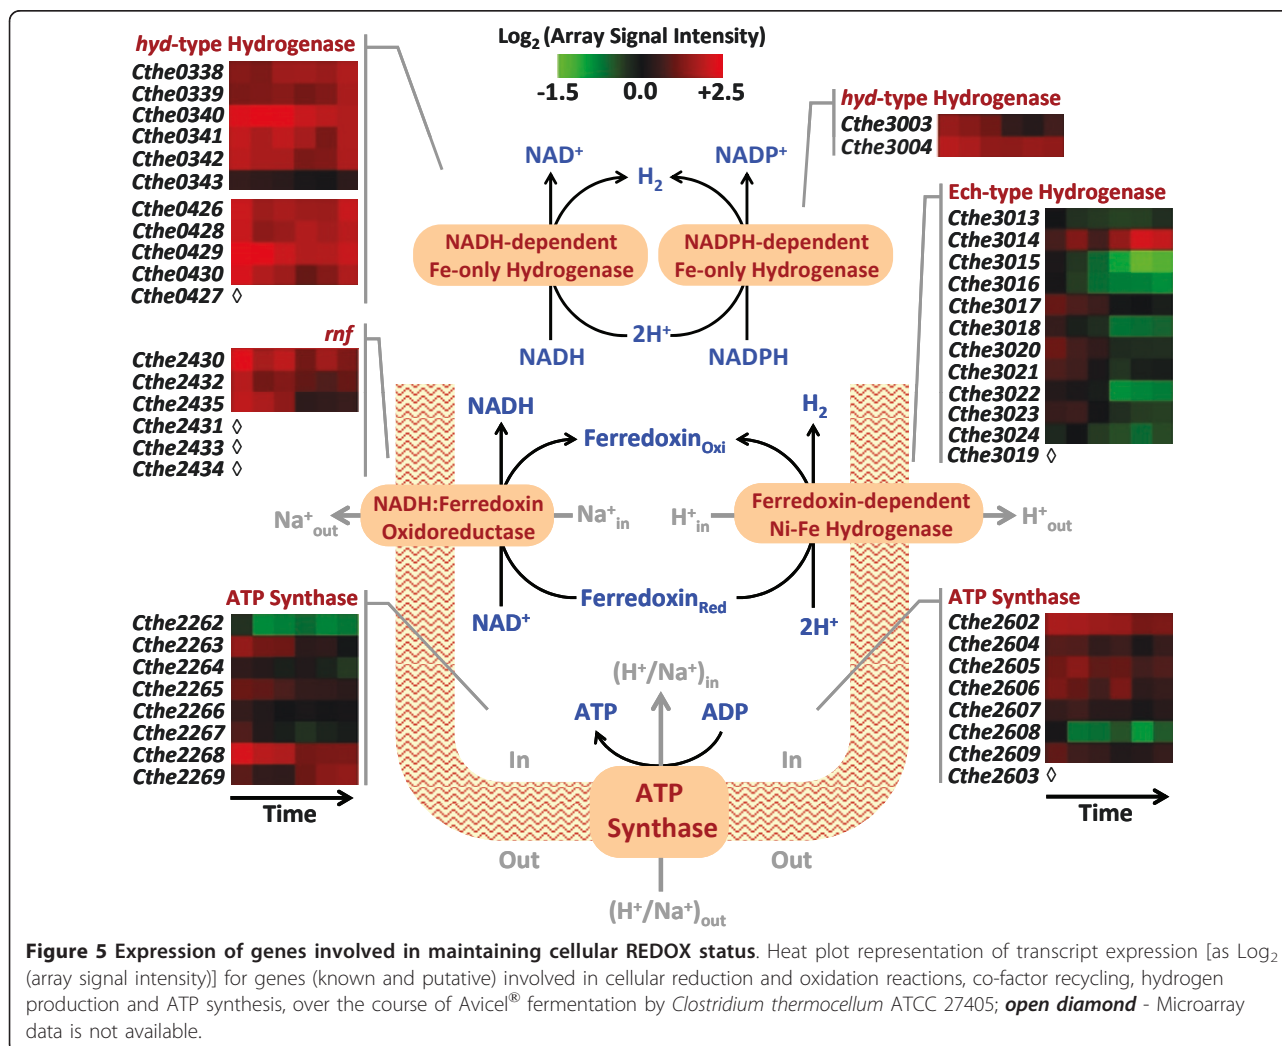 hyd-type Hydrogenase
Cthe0338
Cthe0339
Cthe0340
Cthe0341
Cthe0342
Cthe0343
Cthe0426
Cthe0428
Cthe0429
Cthe0430
Cthe0427 ◊
rnf
Cthe2430
Cthe2432
Cthe2435
Cthe2431 ◊
Cthe2433 ◊
Cthe2434 ◊
ATP Synthase
Cthe2262
Cthe2263
Cthe2264
Cthe2265
Cthe2266
Cthe2267
Cthe2268
Cthe2269
Time
Log₂ (Array Signal Intensity)
-1.5 0.0 +2.5
NAD⁺ H₂ NADP⁺
NADH-dependent
Fe-only Hydrogenase
NADPH-dependent
Fe-only Hydrogenase
NADH 2H⁺ NADPH
NADH FerredoxinOxi H₂
Na⁺out
NADH:Ferredoxin
Oxidoreductase
Na⁺in
H⁺in
Ferredoxin-dependent
Ni-Fe Hydrogenase
H⁺out
NAD⁺ FerredoxinRed 2H⁺
(H⁺/Na⁺)in
ATP ADP
In In
ATP
Synthase
Out Out
(H⁺/Na⁺)out
hyd-type Hydrogenase
Cthe3003
Cthe3004
Ech-type Hydrogenase
Cthe3013
Cthe3014
Cthe3015
Cthe3016
Cthe3017
Cthe3018
Cthe3020
Cthe3021
Cthe3022
Cthe3023
Cthe3024
Cthe3019 ◊
ATP Synthase
Cthe2602
Cthe2604
Cthe2605
Cthe2606
Cthe2607
Cthe2608
Cthe2609
Cthe2603 ◊
Time
Figure 5 Expression of genes involved in maintaining cellular REDOX status. Heat plot representation of transcript expression [as Log₂
(array signal intensity)] for genes (known and putative) involved in cellular reduction and oxidation reactions, co-factor recycling, hydrogen
production and ATP synthesis, over the course of Avicel® fermentation by Clostridium thermocellum ATCC 27405; open diamond - Microarray
data is not available.